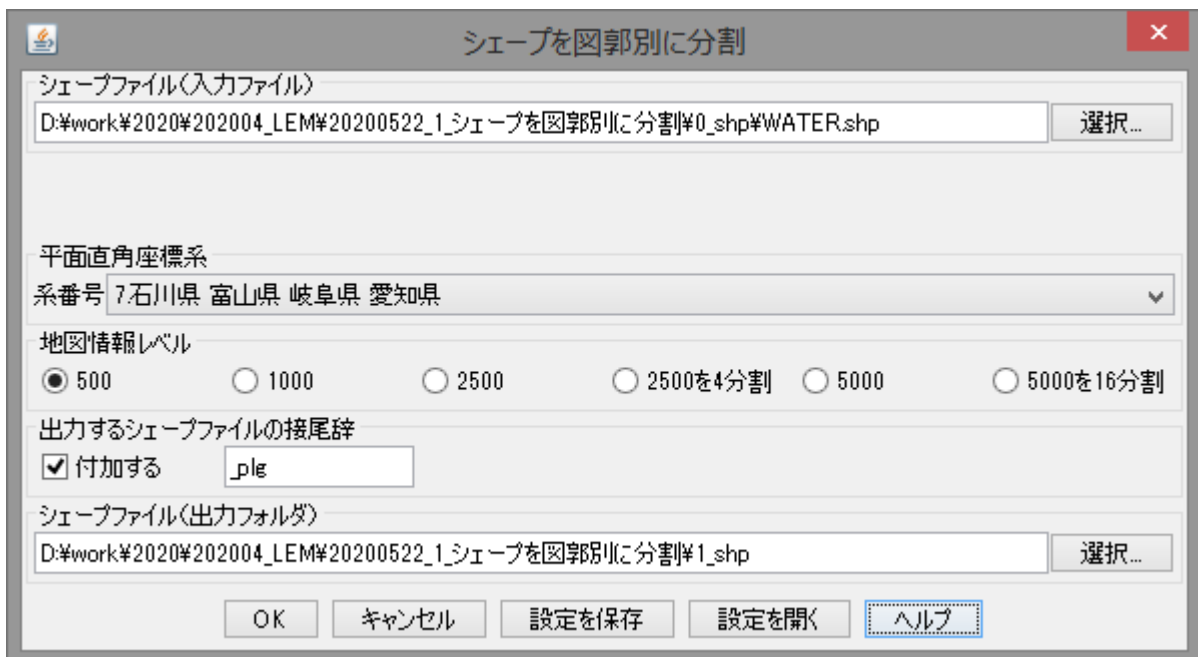 シェープを図郭別に分割
シェープファイル(入力ファイル)
D:¥work¥2020¥202004_LEM¥20200522_1_シェープを図郭別に分割¥0_shp¥WATER.shp 選択...
平面直角座標系
系番号 7.石川県 富山県 岐阜県 愛知県
地図情報レベル
500 1000 2500 2500を4分割 5000 5000を16分割
出力するシェープファイルの接尾辞
付加する _plg
シェープファイル(出力フォルダ)
D:¥work¥2020¥202004_LEM¥20200522_1_シェープを図郭別に分割¥1_shp 選択...
OK キャンセル 設定を保存 設定を開く ヘルプ